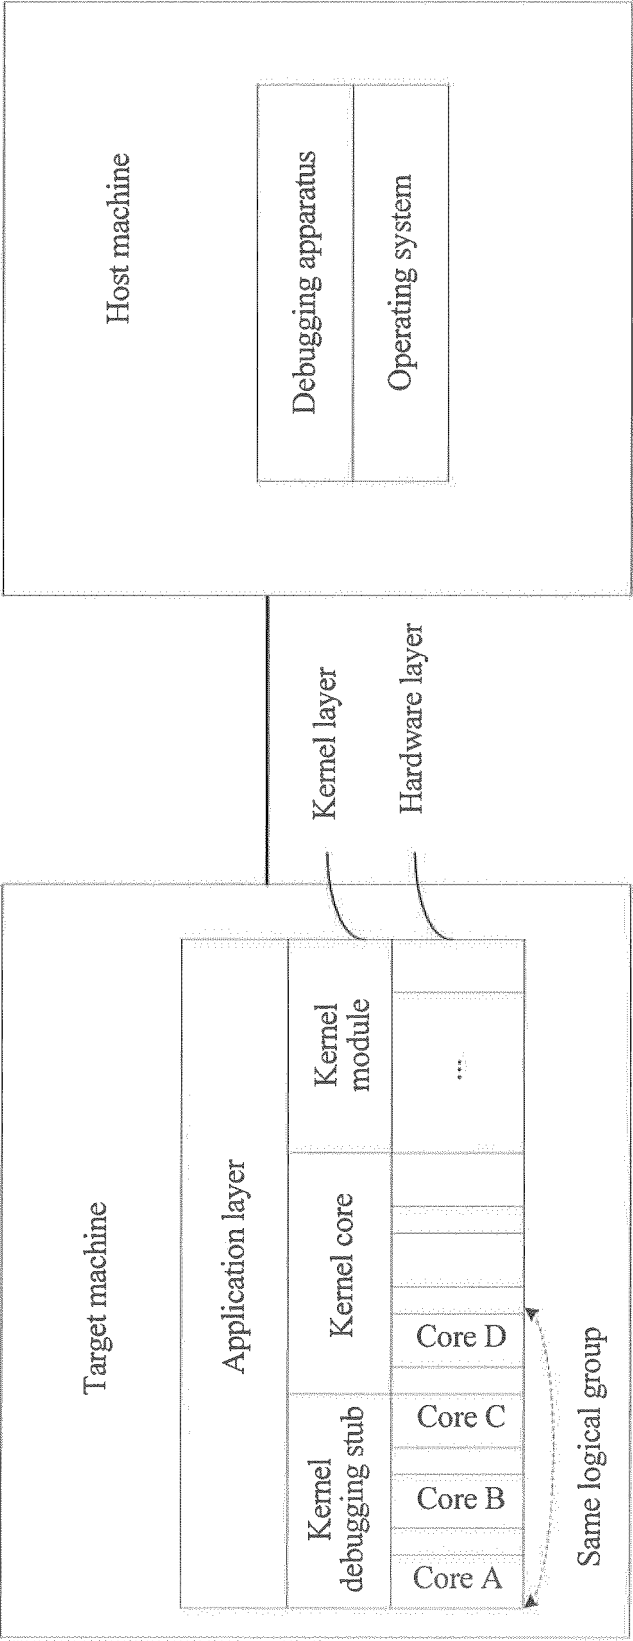 Target machine
Application layer
Kernel
debugging stub
Kernel core
Kernel
module
Core A
Core B
Core C
Core D
...
Same logical group
Kernel layer
Hardware layer
Host machine
Debugging apparatus
Operating system